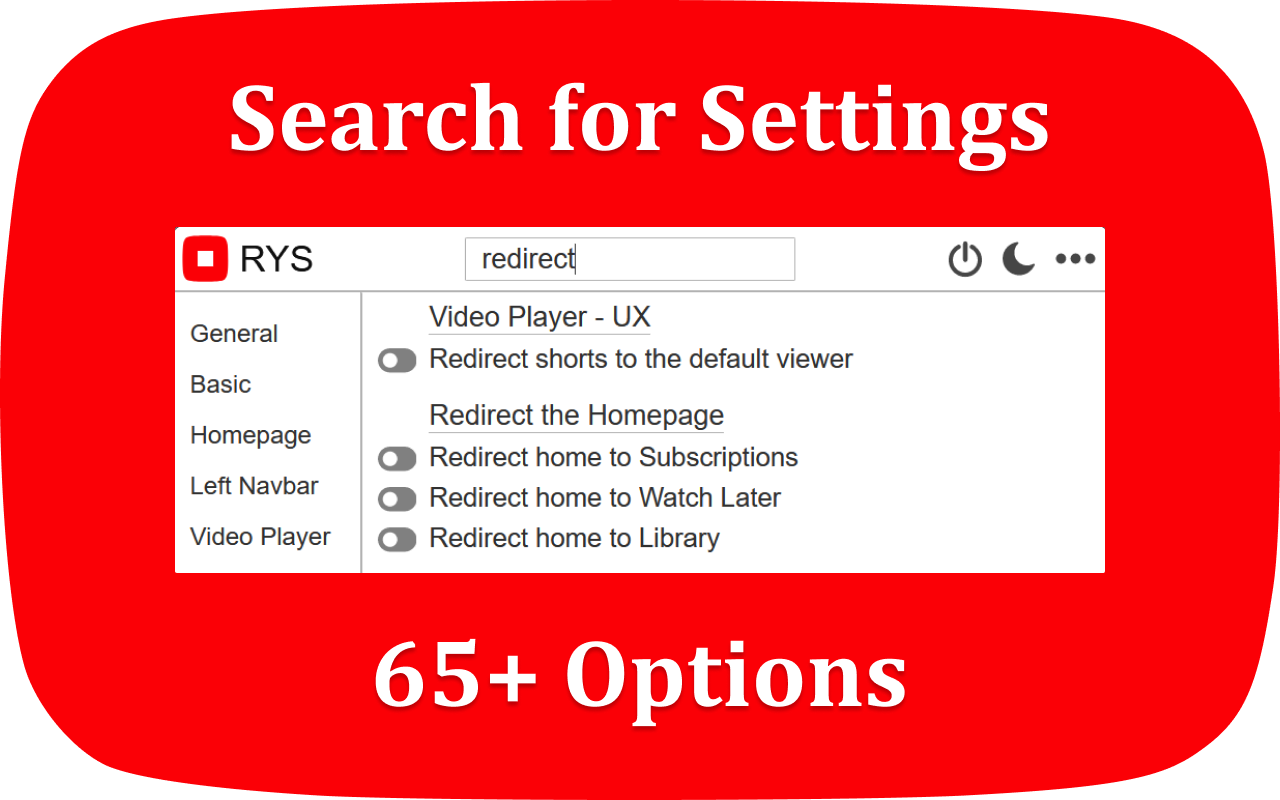 Search for Settings
RYS
redirect
General
Basic
Homepage
Left Navbar
Video Player
Video Player - UX
Redirect shorts to the default viewer
Redirect the Homepage
Redirect home to Subscriptions
Redirect home to Watch Later
Redirect home to Library
65+ Options